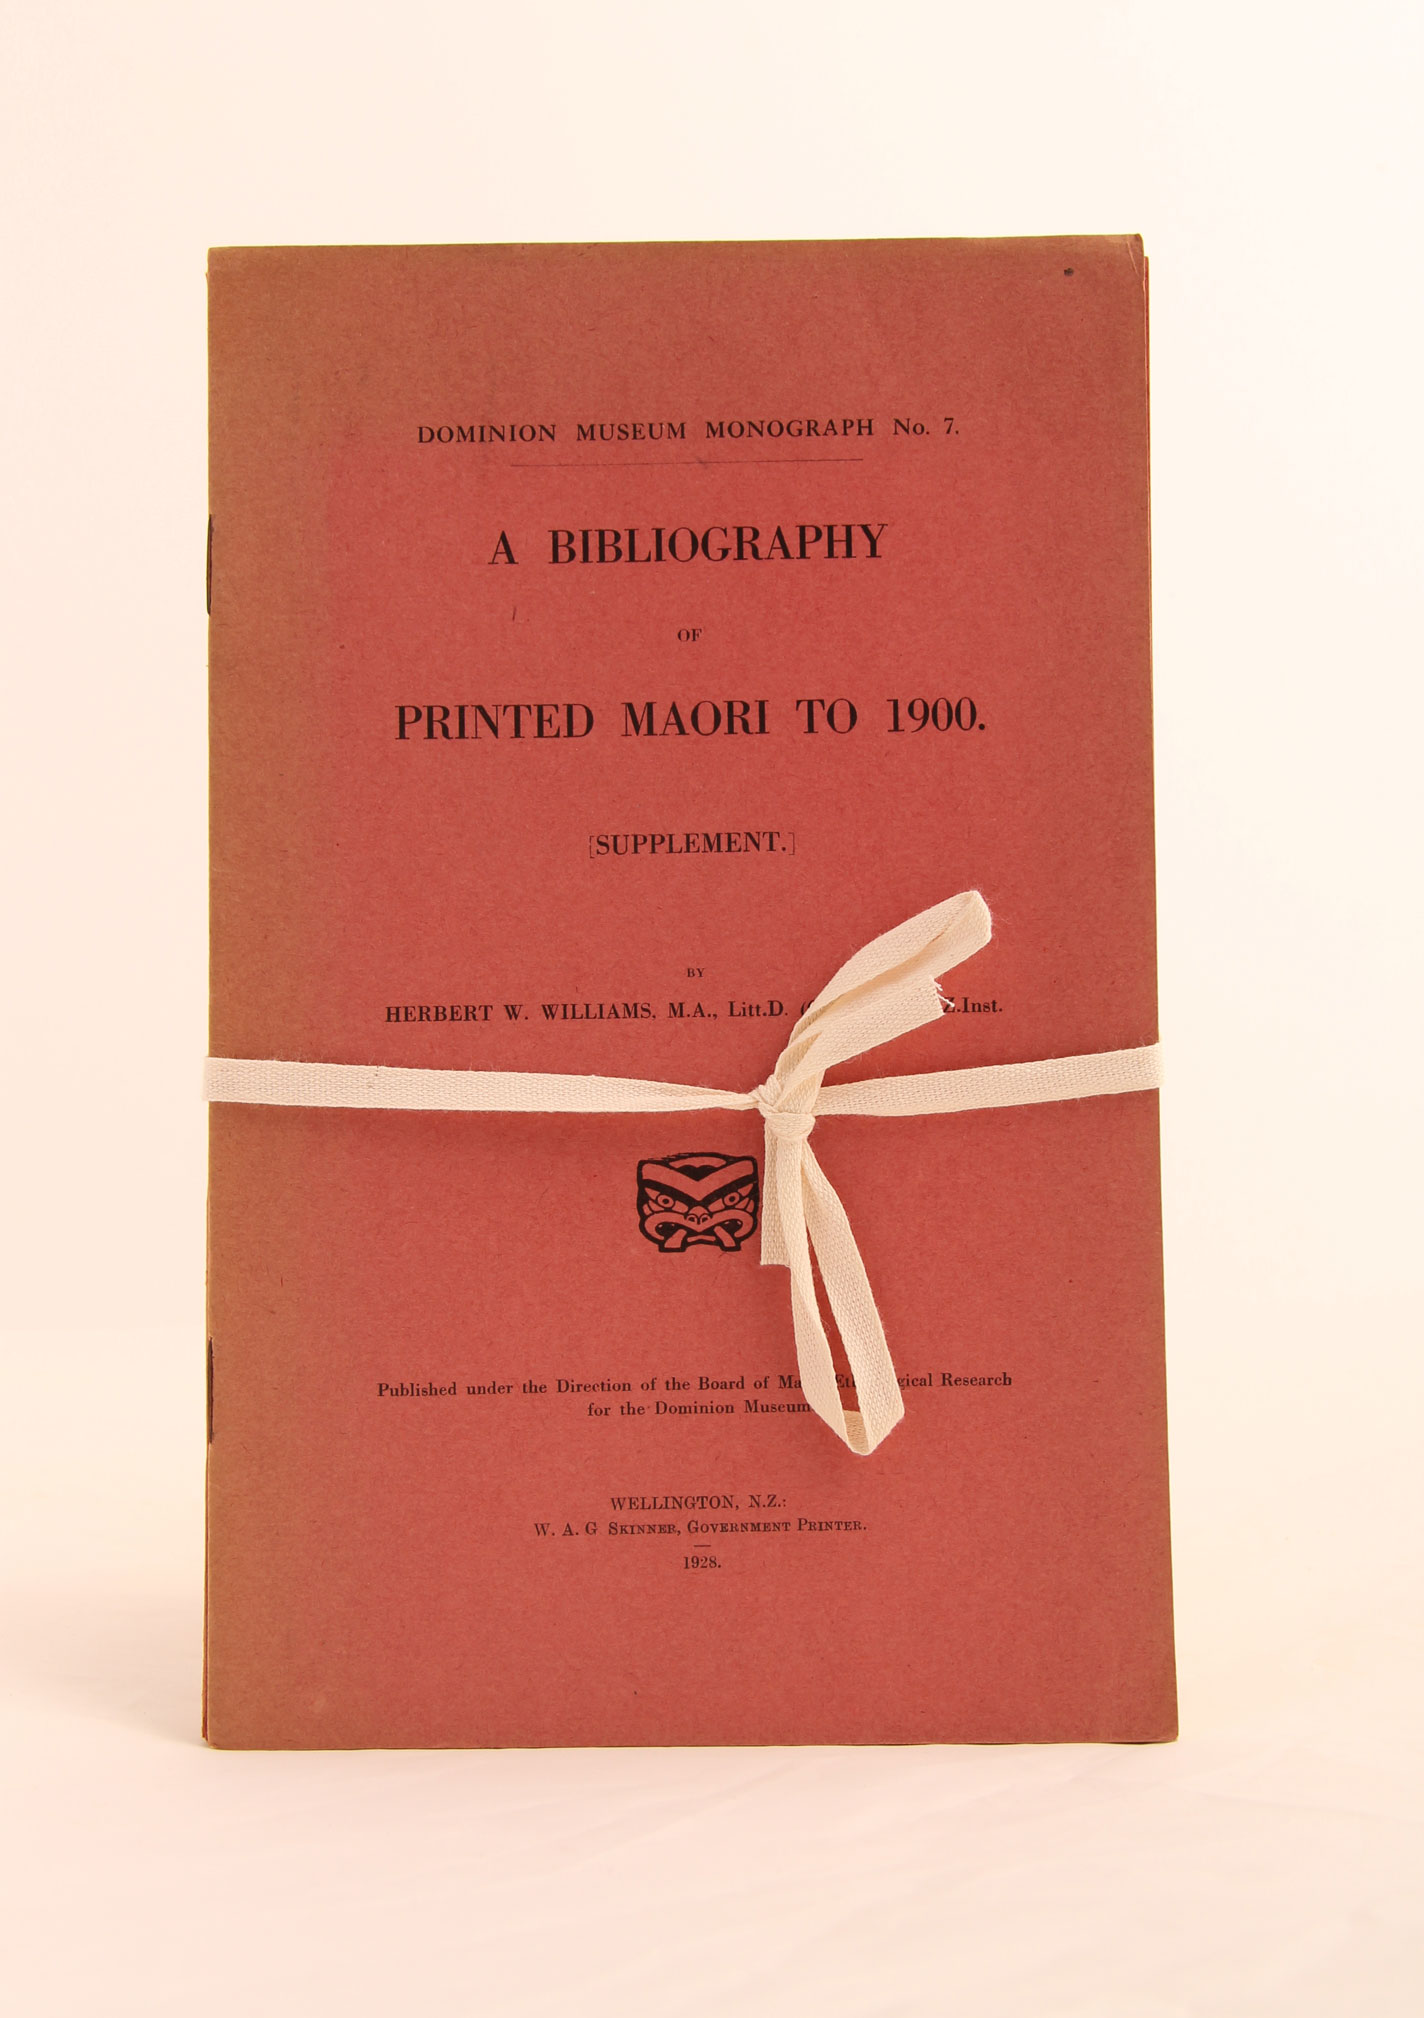 DOMINION MUSEUM MONOGRAPH No. 7.
A BIBLIOGRAPHY
OF
PRINTED MAORI TO 1900.
[SUPPLEMENT.]
BY
HERBERT W. WILLIAMS, M.A., Litt.D. Z.Inst.
Published under the Direction of the Board of Research
for the Dominion Museum
WELLINGTON, N.Z.:
W. A. G SKINNER, GOVERNMENT PRINTER.
1928.